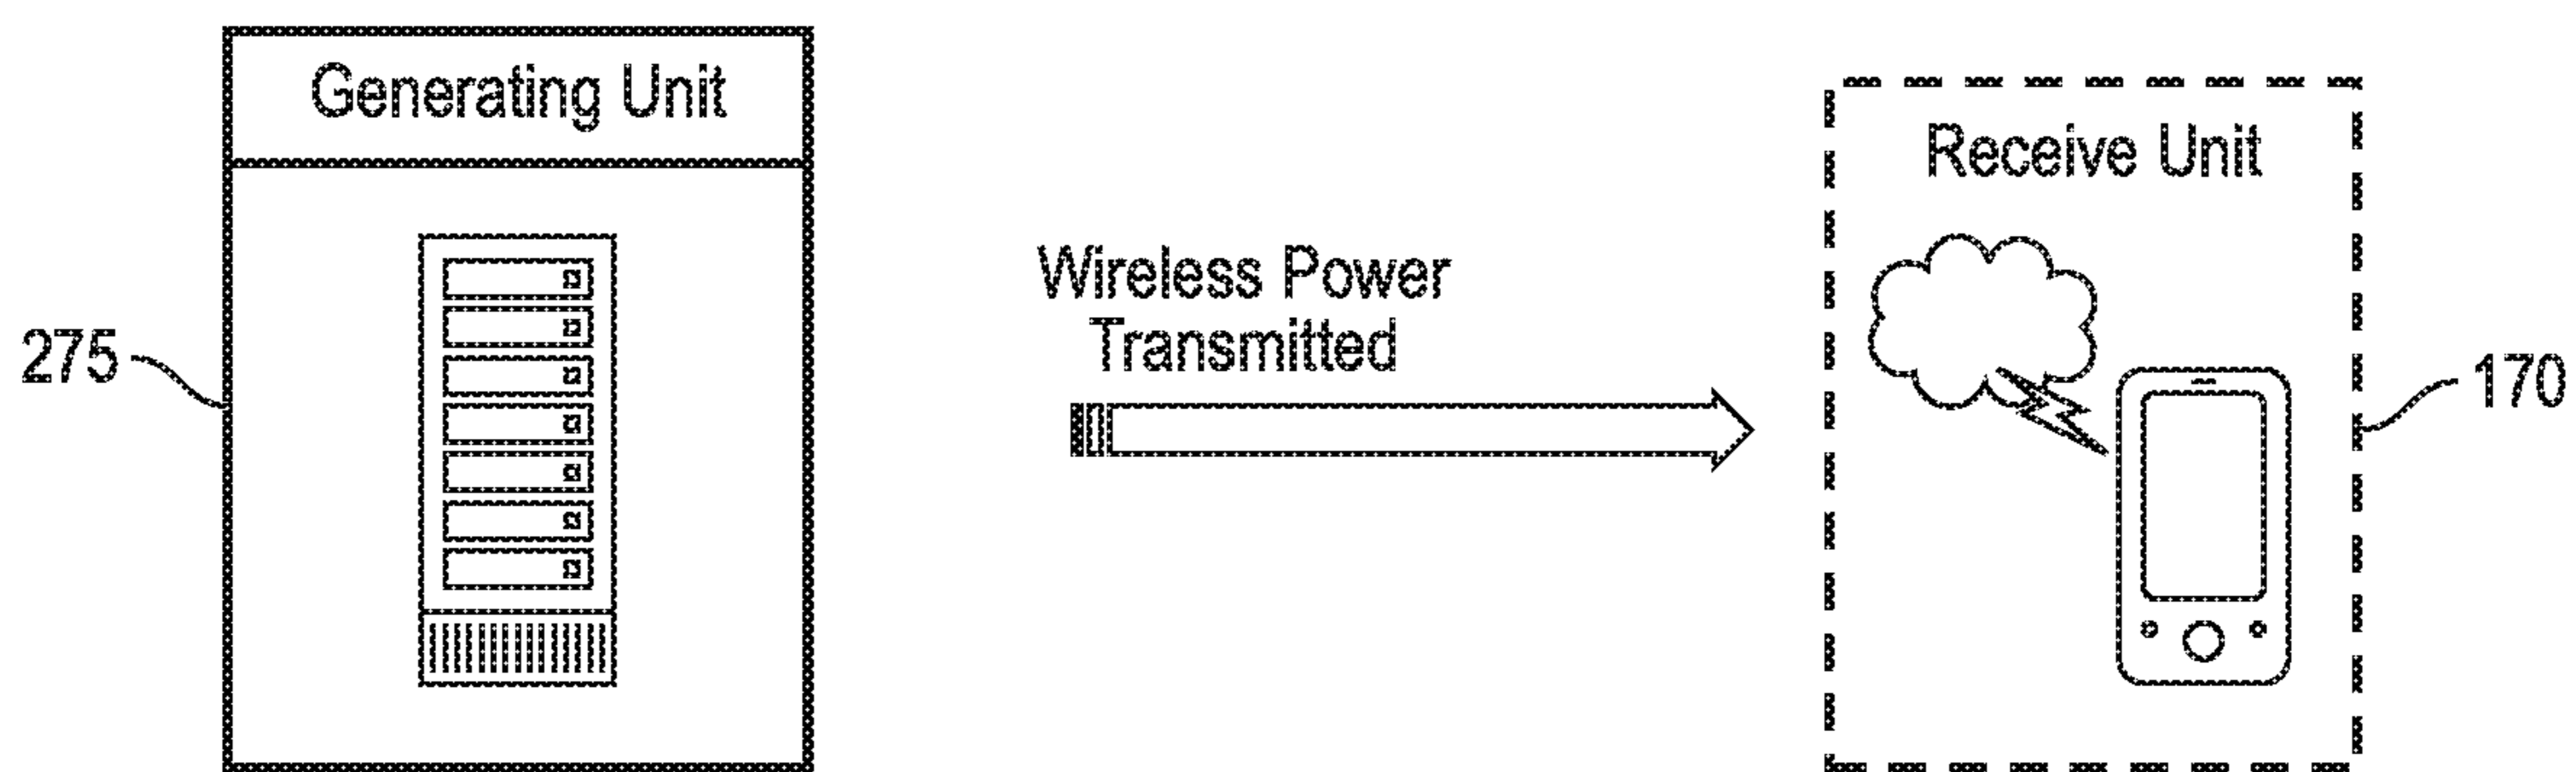 Generating Unit
Receive Unit
Wireless Power
Transmitted
275
170